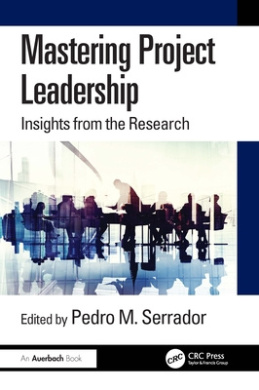 Mastering Project
Leadership
Insights from the Research
Edited by Pedro M. Serrador
An Auerbach Book
CRC
CRC Press
Taylor & Francis Group